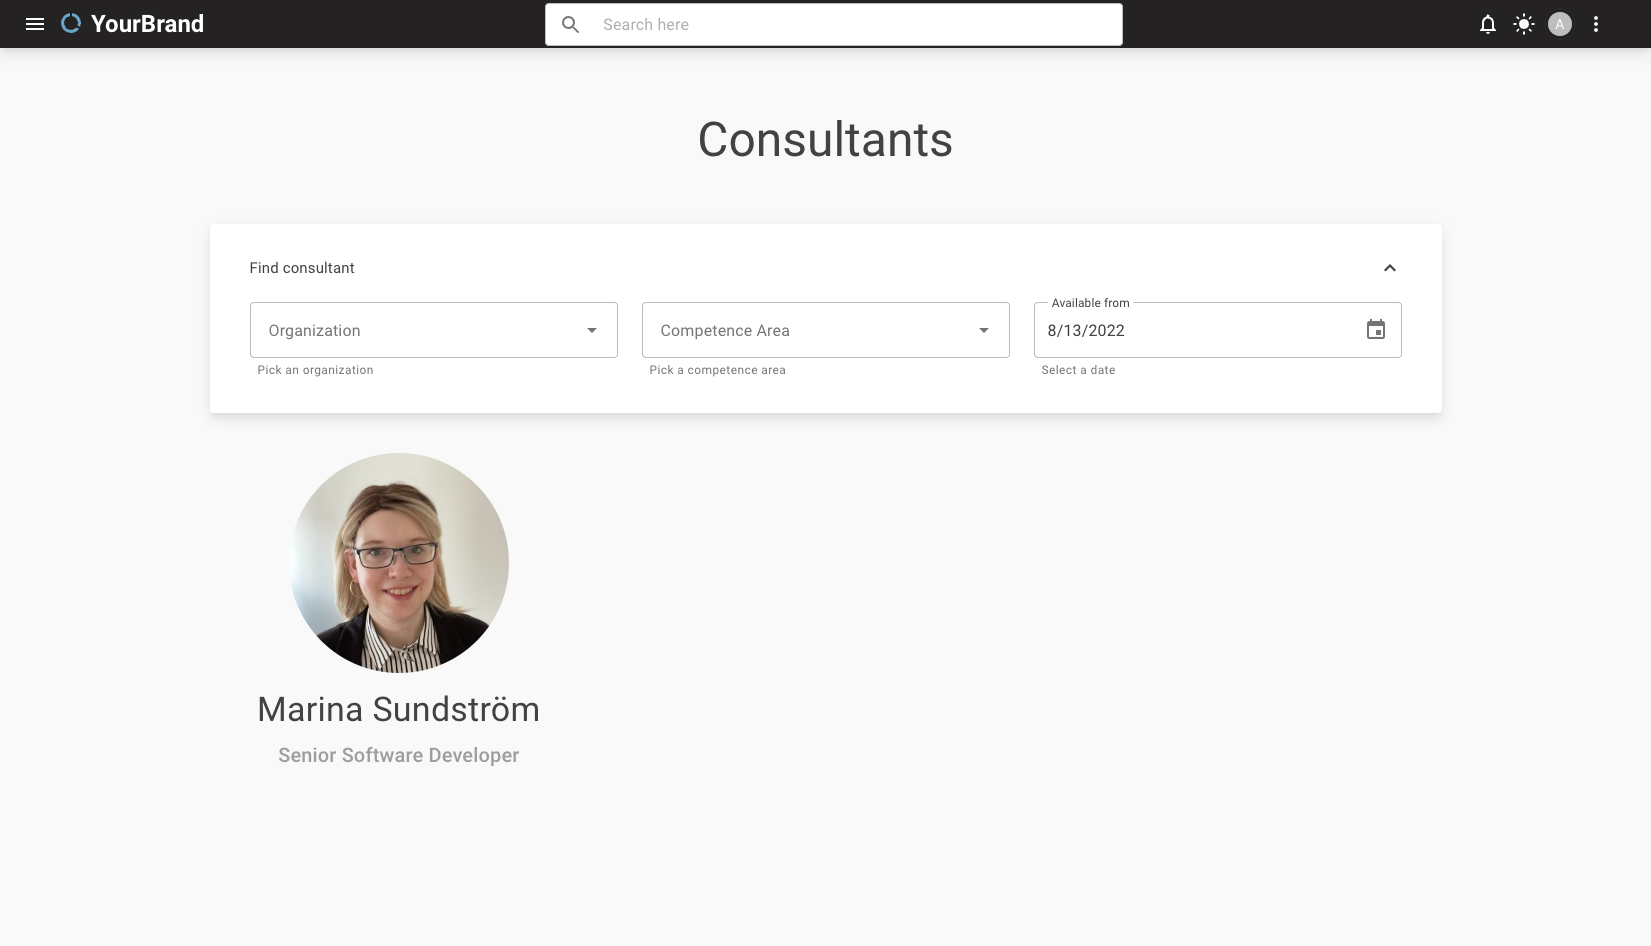 YourBrand
Search here
A
Consultants
Find consultant
Organization
Competence Area
Available from
8/13/2022
Pick an organization
Pick a competence area
Select a date
Marina Sundström
Senior Software Developer